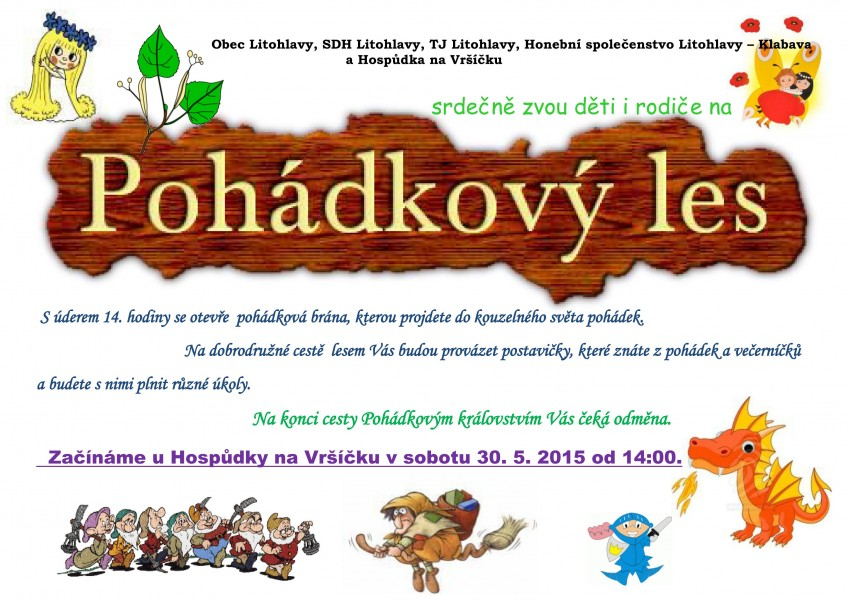 Obec Litohlavy, SDH Litohlavy, TJ Litohlavy, Honební společenstvo Litohlavy – Klabava
a Hospůdka na Vršíčku
srdečně zvou děti i rodiče na
Pohádkový les
S úderem 14. hodiny se otevře pohádková brána, kterou projdete do kouzelného světa pohádek.
Na dobrodružné cestě lesem Vás budou provázet postavičky, které znáte z pohádek a večerníčků
a budete s nimi plnit různé úkoly.
Na konci cesty Pohádkovým královstvím Vás čeká odměna.
Začínáme u Hospůdky na Vršíčku v sobotu 30. 5. 2015 od 14:00.